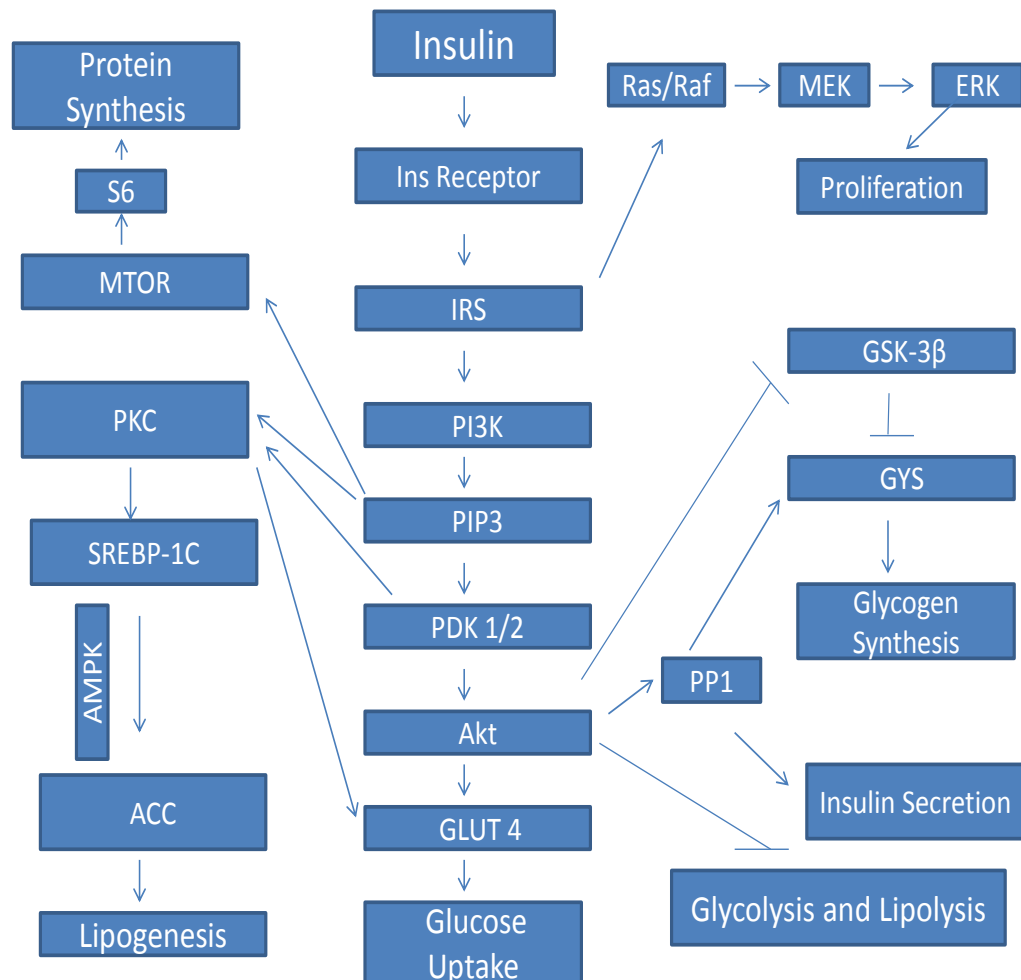 Insulin
Protein
Synthesis
Ras/Raf
MEK
ERK
Ins Receptor
Proliferation
S6
MTOR
IRS
GSK-3β
PKC
PI3K
GYS
PIP3
SREBP-1C
Glycogen
Synthesis
PDK 1/2
AMPK
PP1
Akt
Insulin Secretion
ACC
GLUT 4
Glycolysis and Lipolysis
Lipogenesis
Glucose
Uptake